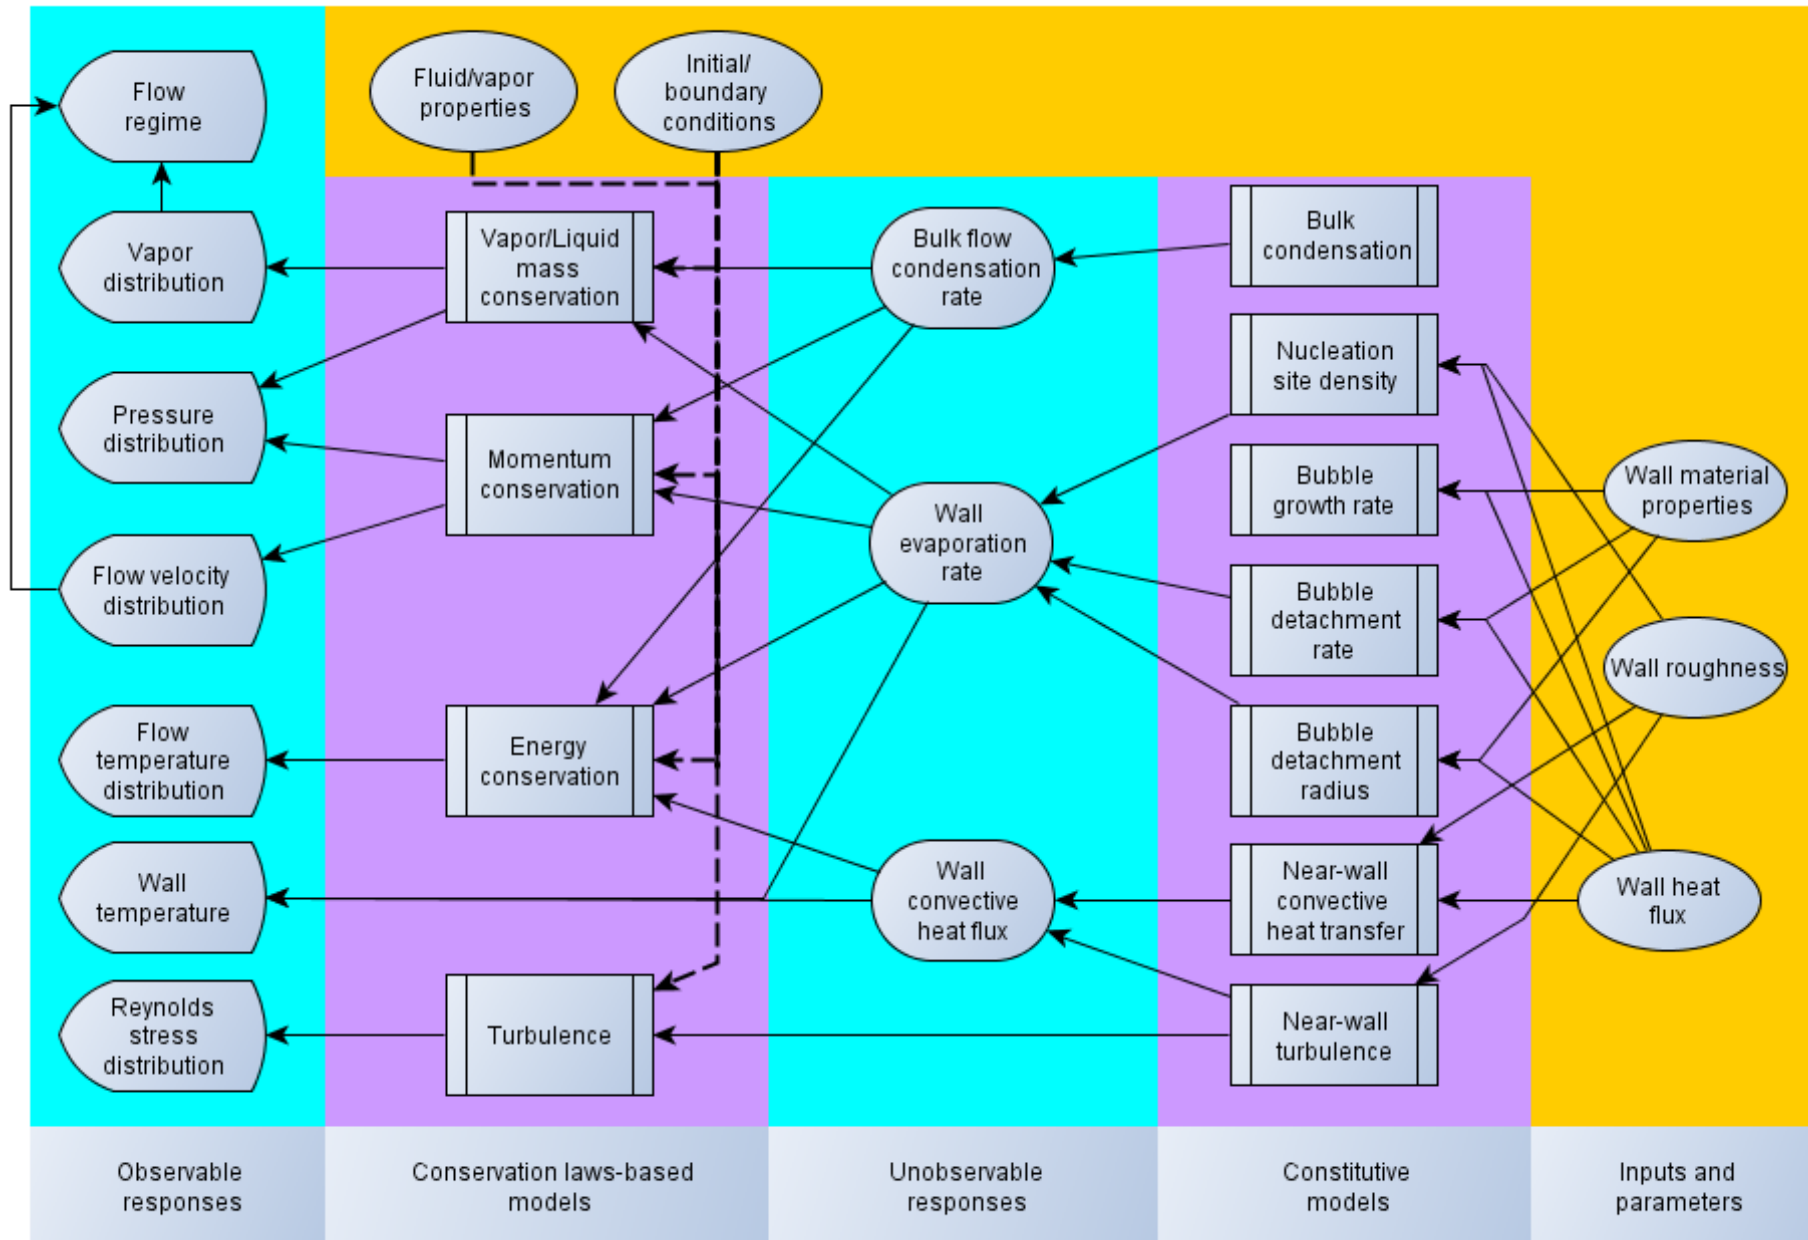 Flow
regime
Fluid/vapor
properties
Initial/
boundary
conditions
Vapor
distribution
Vapor/Liquid
mass
conservation
Bulk flow
condensation
rate
Bulk
condensation
Nucleation
site density
Pressure
distribution
Momentum
conservation
Bubble
growth rate
Wall material
properties
Wall
evaporation
rate
Flow velocity
distribution
Bubble
detachment
rate
Wall roughness
Flow
temperature
distribution
Energy
conservation
Bubble
detachment
radius
Wall
temperature
Wall
convective
heat flux
Near-wall
convective
heat transfer
Wall heat
flux
Reynolds
stress
distribution
Turbulence
Near-wall
turbulence
Observable
responses
Conservation laws-based
models
Unobservable
responses
Constitutive
models
Inputs and
parameters